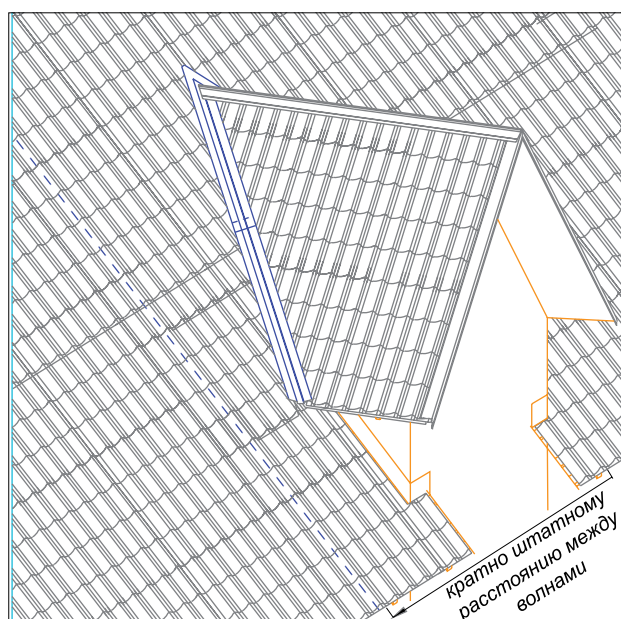 кратно штатному
расстоянию между
волнами